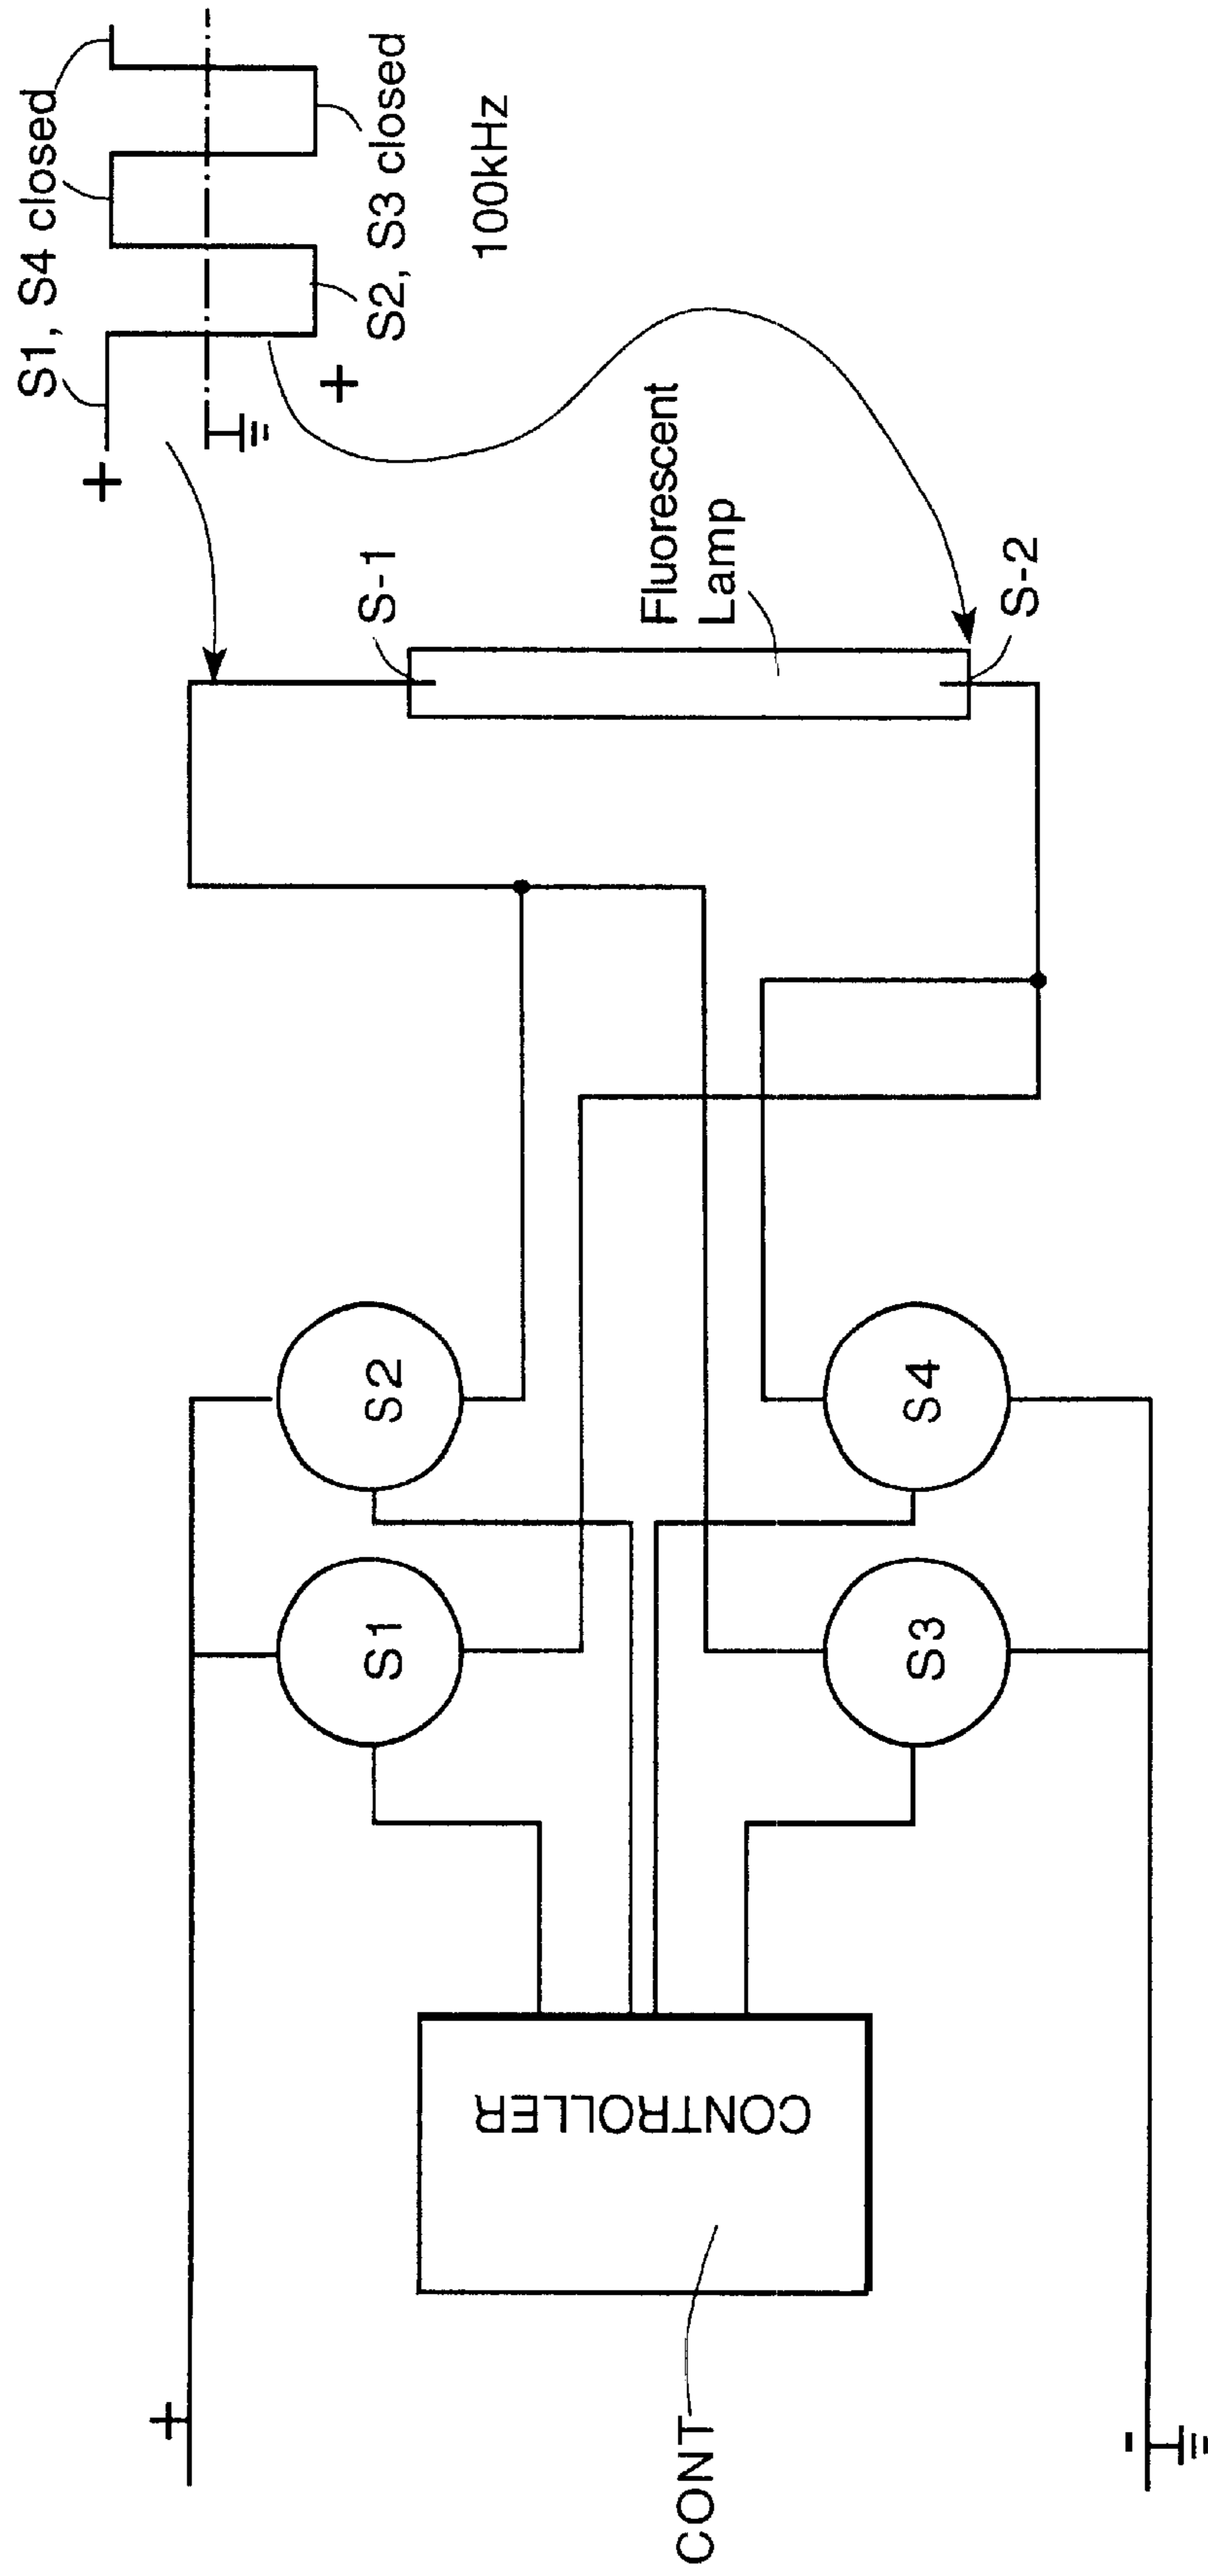 S1, S4 closed
+
+
S2, S3 closed
100kHz
S-1
Fluorescent
Lamp
S-2
+
S1
S2
S3
S4
CONTROLLER
CONT
-